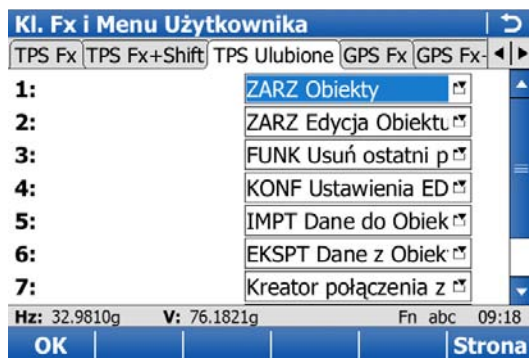 Kl. Fx i Menu Użytkownika
TPS Fx TPS Fx+Shift TPS Ulubione GPS Fx GPS Fx-
1: ZARZ Obiekty
2: ZARZ Edycja Obiektu
3: FUNK Usuń ostatni p
4: KONF Ustawienia ED
5: IMPT Dane do Obiek
6: EKSPT Dane z Obiek
7: Kreator połączenia z
Hz: 32.9810g V: 76.1821g Fn abc 09:18
OK Strona